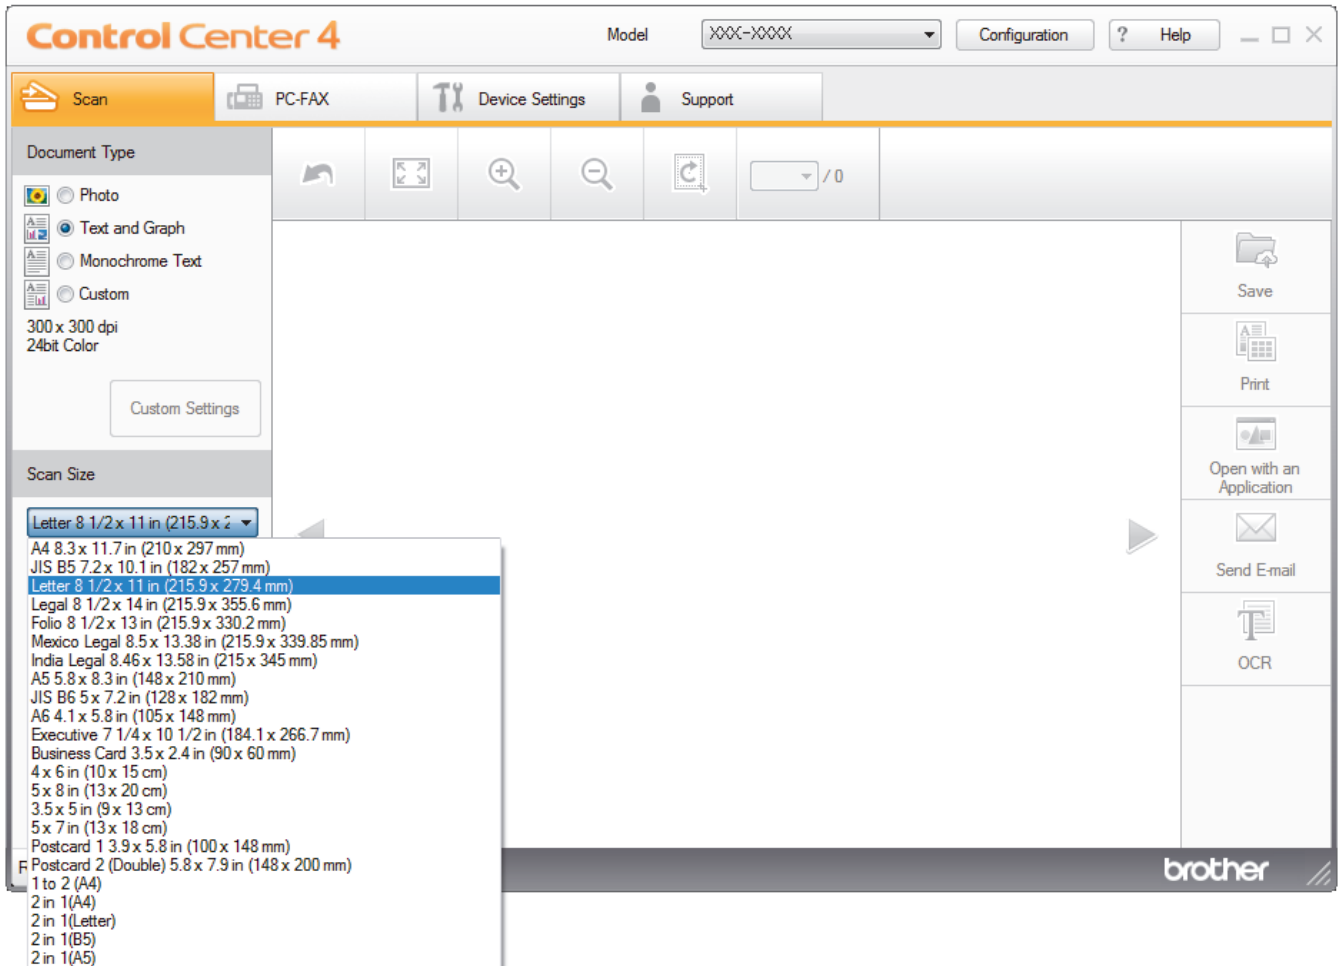 Control Center 4
Model
XXX-XXXX
Configuration
? Help
Scan
PC-FAX
Device Settings
Support
Document Type
/ 0
Photo
Text and Graph
Monochrome Text
Custom
300 x 300 dpi
24bit Color
Custom Settings
Scan Size
Letter 8 1/2 x 11 in (215.9 x 2
A4 8.3 x 11.7 in (210 x 297 mm)
JIS B5 7.2 x 10.1 in (182 x 257 mm)
Letter 8 1/2 x 11 in (215.9 x 279.4 mm)
Legal 8 1/2 x 14 in (215.9 x 355.6 mm)
Folio 8 1/2 x 13 in (215.9 x 330.2 mm)
Mexico Legal 8.5 x 13.38 in (215.9 x 339.85 mm)
India Legal 8.46 x 13.58 in (215 x 345 mm)
A5 5.8 x 8.3 in (148 x 210 mm)
JIS B6 5 x 7.2 in (128 x 182 mm)
A6 4.1 x 5.8 in (105 x 148 mm)
Executive 7 1/4 x 10 1/2 in (184.1 x 266.7 mm)
Business Card 3.5 x 2.4 in (90 x 60 mm)
4 x 6 in (10 x 15 cm)
5 x 8 in (13 x 20 cm)
3.5 x 5 in (9 x 13 cm)
5 x 7 in (13 x 18 cm)
Postcard 1 3.9 x 5.8 in (100 x 148 mm)
Postcard 2 (Double) 5.8 x 7.9 in (148 x 200 mm)
1 to 2 (A4)
2 in 1(A4)
2 in 1(Letter)
2 in 1(B5)
2 in 1(A5)
Save
Print
Open with an
Application
Send E-mail
OCR
brother